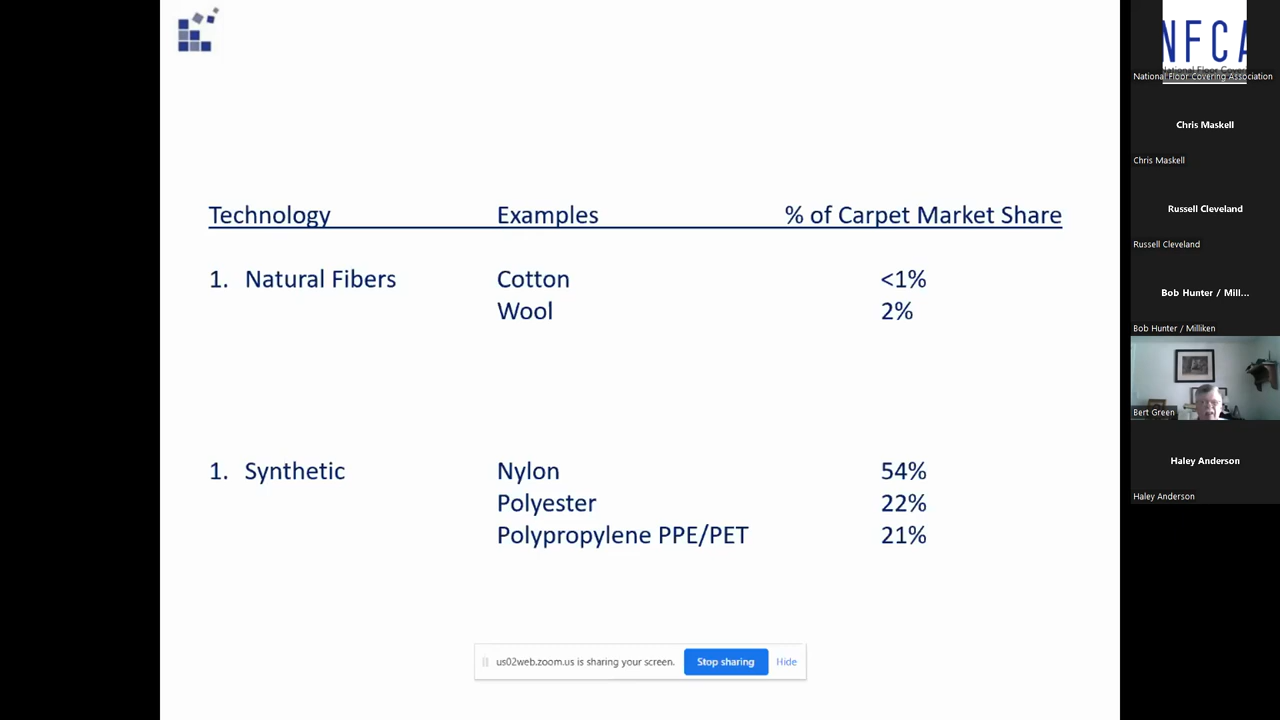 Technology Examples % of Carpet Market Share
1. Natural Fibers Cotton <1%
Wool 2%
1. Synthetic Nylon 54%
Polyester 22%
Polypropylene PPE/PET 21%
us02web.zoom.us is sharing your screen. Stop sharing Hide
NFCA
National Floor Covering Association
Chris Maskell
Chris Maskell
Russell Cleveland
Russell Cleveland
Bob Hunter / Mill...
Bob Hunter / Milliken
Bert Green
Haley Anderson
Haley Anderson